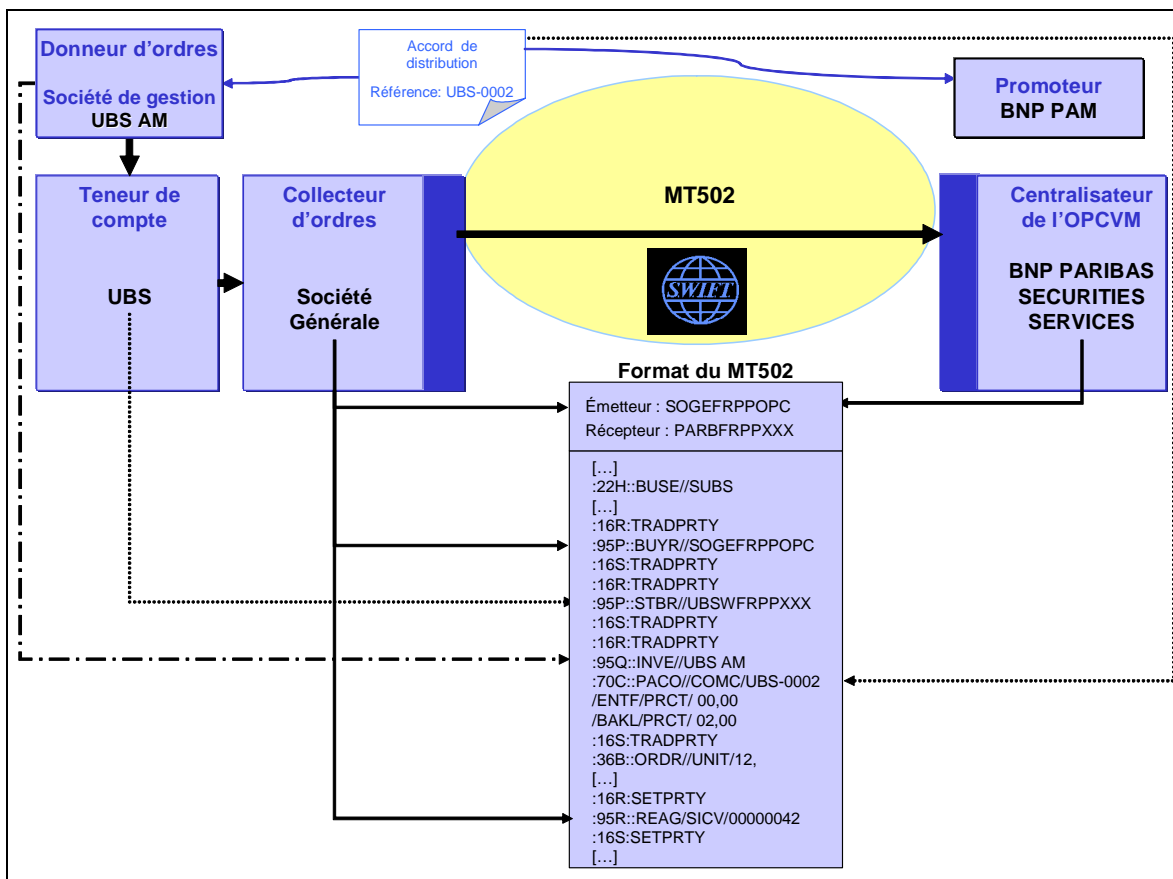 Donneur d'ordres
Société de gestion
UBS AM
Accord de
distribution
Référence: UBS-0002
Promoteur
BNP PAM
Teneur de
compte
UBS
Collecteur
d'ordres
Société
Générale
MT502
SWIFT
Centralisateur
de l'OPCVM
BNP PARIBAS
SECURITIES
SERVICES
Format du MT502
Émetteur : SOGEFRPPOPC
Récepteur : PARBFRPPXXX
[…]
:22H::BUSE//SUBS
[…]
:16R:TRADPRTY
:95P::BUYR//SOGEFRPPOPC
:16S:TRADPRTY
:16R:TRADPRTY
:95P::STBR//UBSWFRPPXXX
:16S:TRADPRTY
:16R:TRADPRTY
:95Q::INVE//UBS AM
:70C::PACO//COMC/UBS-0002
/ENTF/PRCT/ 00,00
/BAKL/PRCT/ 02,00
:16S:TRADPRTY
:36B::ORDR//UNIT/12,
[…]
:16R:SETPRTY
:95R::REAG/SICV//00000042
:16S:SETPRTY
[…]